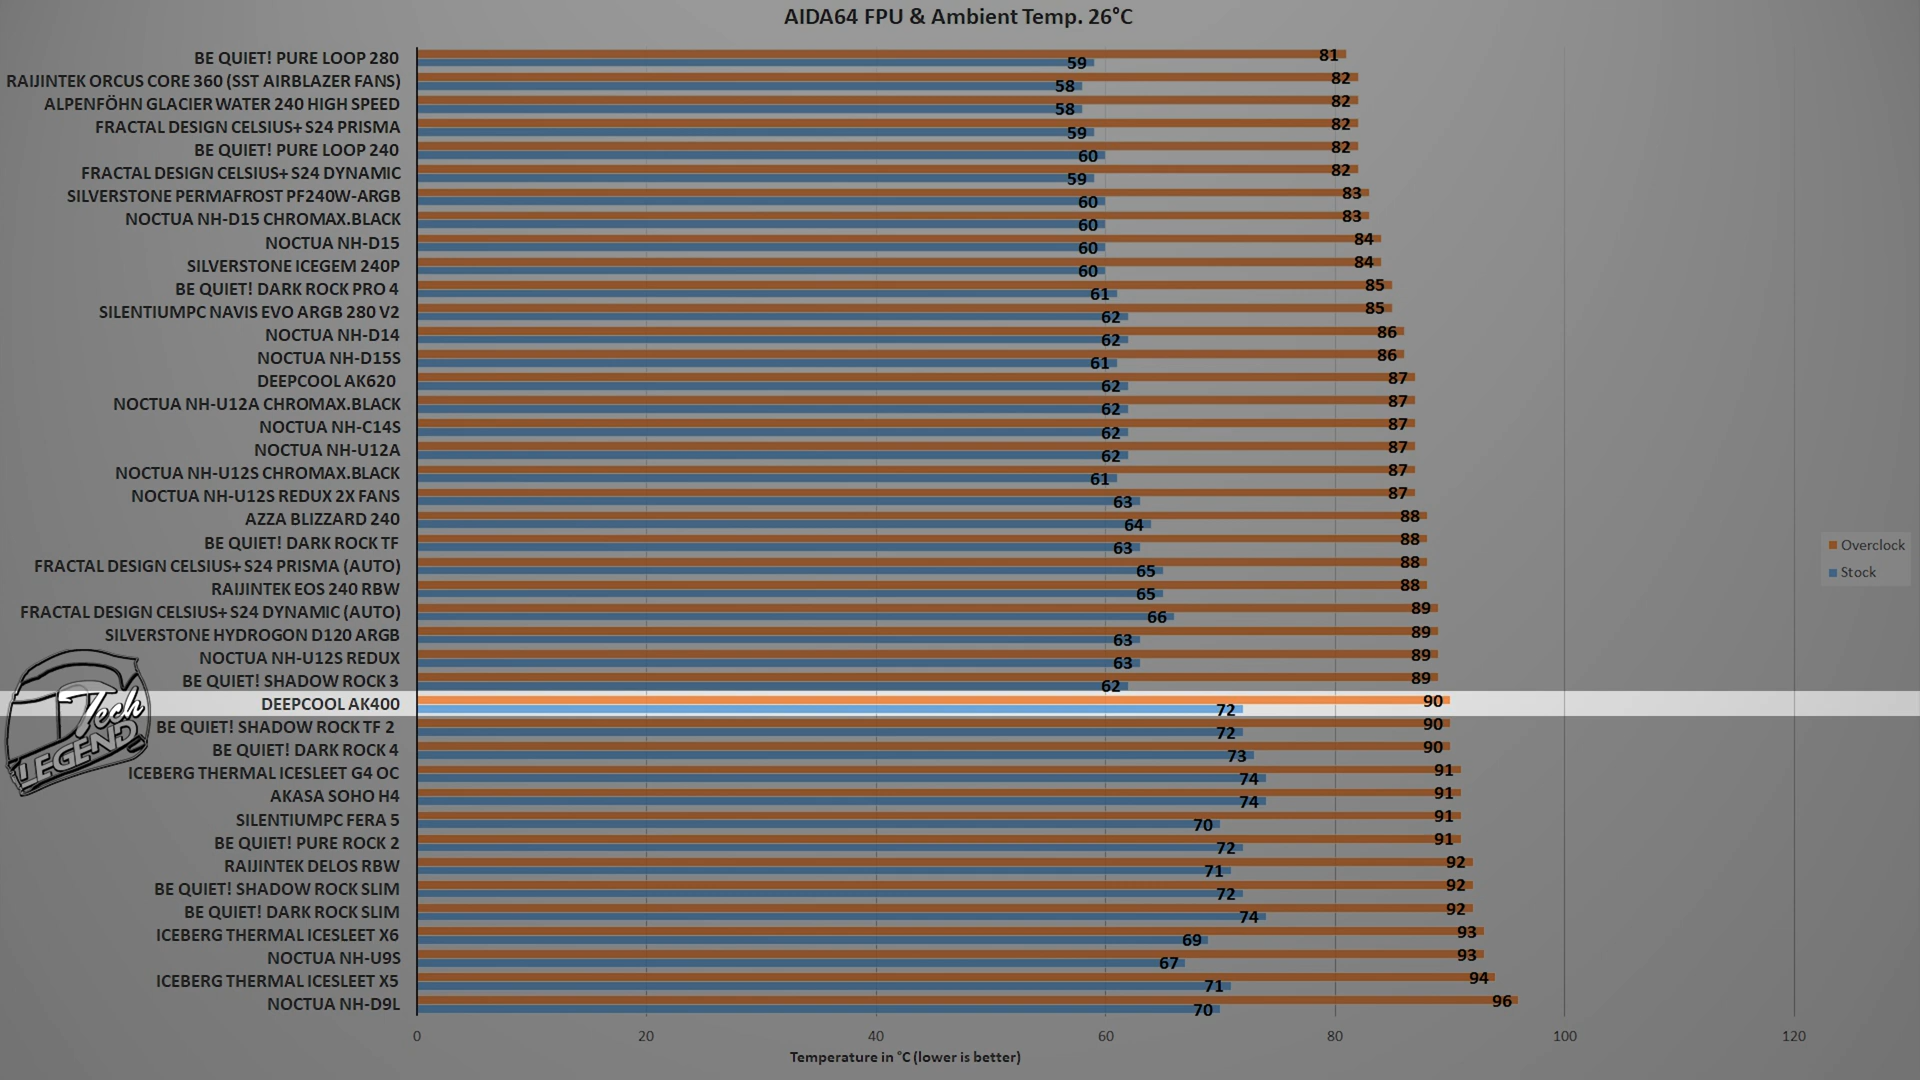 AIDA64 FPU & Ambient Temp. 26°C
BE QUIET! PURE LOOP 280 81 59
RAIJINTEK ORCUS CORE 360 (SST AIRBLAZER FANS) 82 58
ALPENFÖHN GLACIER WATER 240 HIGH SPEED 82 58
FRACTAL DESIGN CELSIUS+ S24 PRISMA 82 59
BE QUIET! PURE LOOP 240 82 60
FRACTAL DESIGN CELSIUS+ S24 DYNAMIC 82 59
SILVERSTONE PERMAFROST PF240W-ARGB 83 60
NOCTUA NH-D15 CHROMAX.BLACK 83 60
NOCTUA NH-D15 84 60
SILVERSTONE ICEGEM 240P 84 60
BE QUIET! DARK ROCK PRO 4 85 61
SILENTIUMPC NAVIS EVO ARGB 280 V2 85 62
NOCTUA NH-D14 86 62
NOCTUA NH-D15S 86 61
DEEPCOOL AK620 87 62
NOCTUA NH-U12A CHROMAX.BLACK 87 62
NOCTUA NH-C14S 87 62
NOCTUA NH-U12A 87 62
NOCTUA NH-U12S CHROMAX.BLACK 87 61
NOCTUA NH-U12S REDUX 2X FANS 87 63
AZZA BLIZZARD 240 88 64
BE QUIET! DARK ROCK TF 88 63
FRACTAL DESIGN CELSIUS+ S24 PRISMA (AUTO) 88 65
RAIJINTEK EOS 240 RBW 88 65
FRACTAL DESIGN CELSIUS+ S24 DYNAMIC (AUTO) 89 66
SILVERSTONE HYDROGON D120 ARGB 89 63
NOCTUA NH-U12S REDUX 89 63
BE QUIET! SHADOW ROCK 3 89 62
DEEPCOOL AK400 90 72
BE QUIET! SHADOW ROCK TF 2 90 72
BE QUIET! DARK ROCK 4 90 73
ICEBERG THERMAL ICESLEET G4 OC 91 74
AKASA SOHO H4 91 74
SILENTIUMPC FERA 5 91 70
BE QUIET! PURE ROCK 2 91 72
RAIJINTEK DELOS RBW 92 71
BE QUIET! SHADOW ROCK SLIM 92 72
BE QUIET! DARK ROCK SLIM 92 74
ICEBERG THERMAL ICESLEET X6 93 69
NOCTUA NH-U9S 93 67
ICEBERG THERMAL ICESLEET X5 94 71
NOCTUA NH-D9L 96 70
0 20 40 60 80 100 120
Temperature in °C (lower is better)
Overclock
Stock
Tech
LEGEND